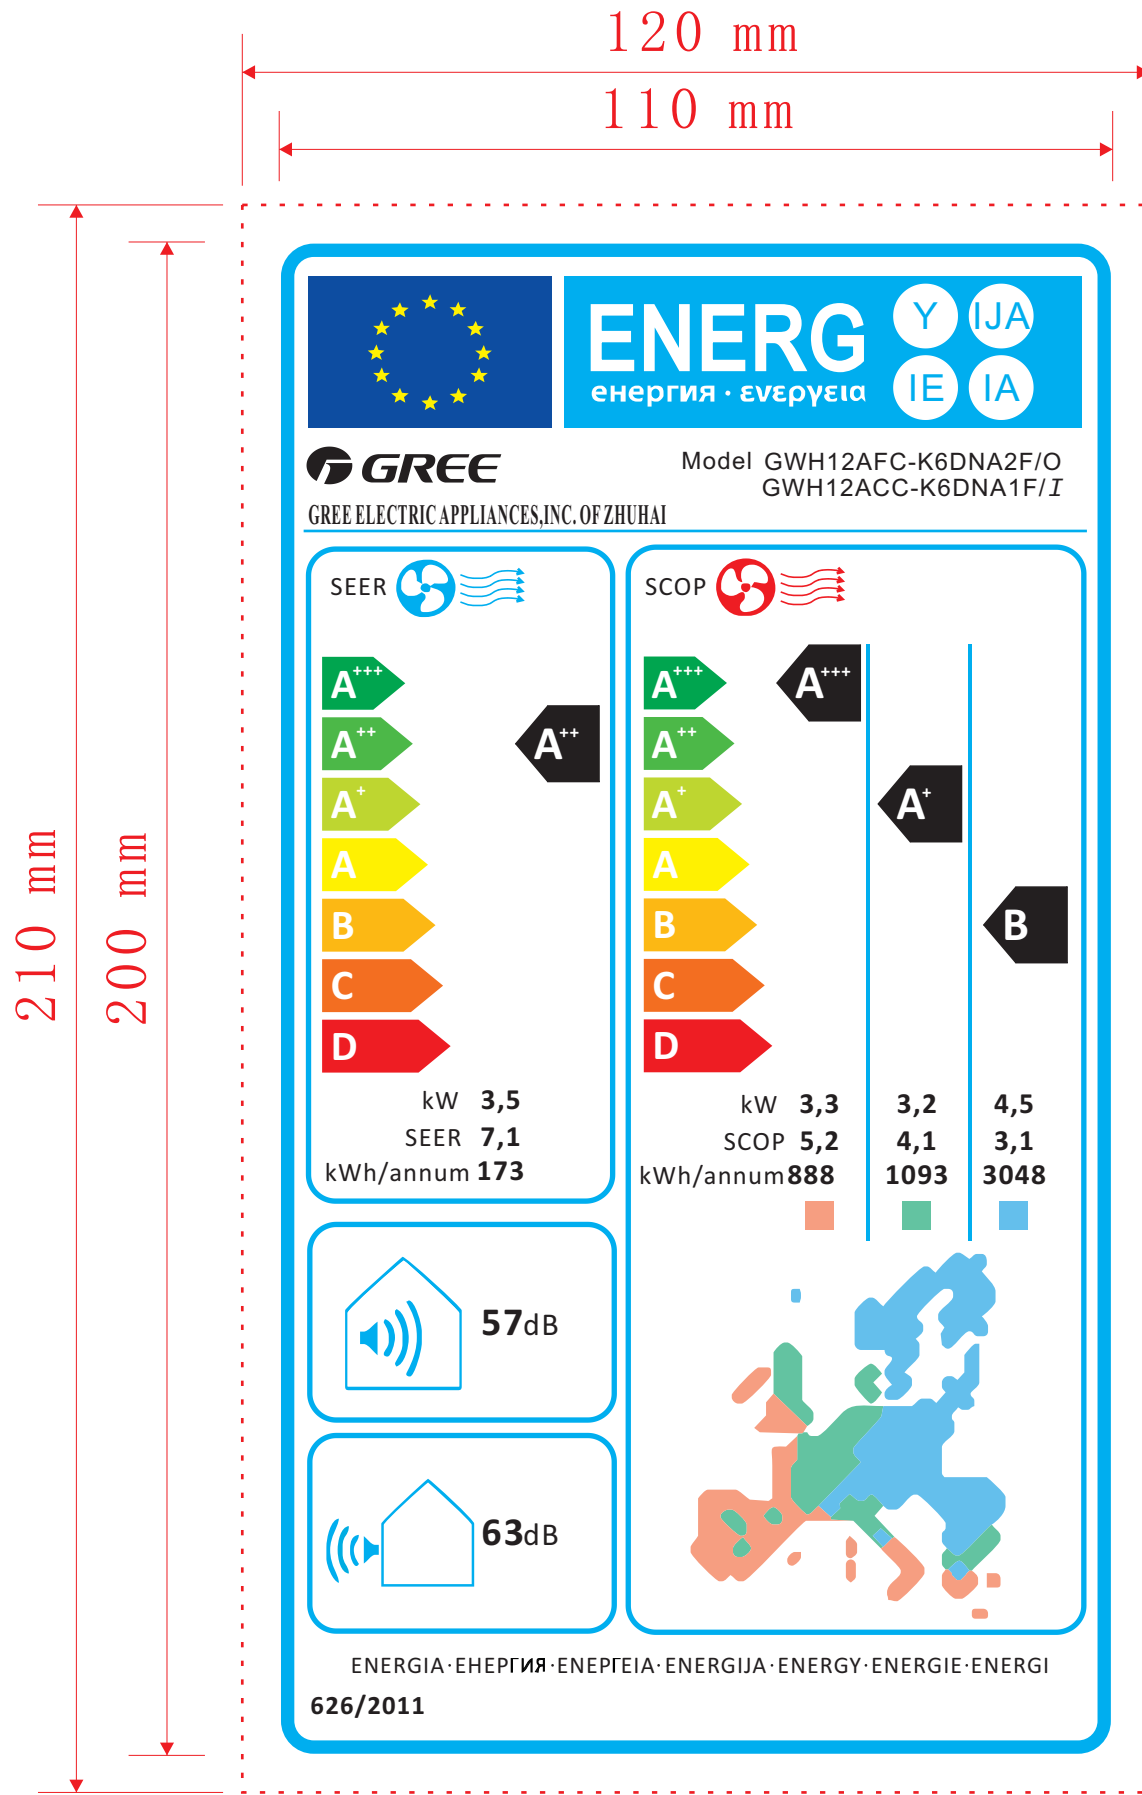 120 mm
110 mm
210 mm
200 mm
ENERG
енергия · ενεργεια
Y IJA
IE IA
GREE
Model GWH12AFC-K6DNA2F/O
GWH12ACC-K6DNA1F/I
GREE ELECTRIC APPLIANCES,INC. OF ZHUHAI
SEER
A+++
A++
A+
A
B
C
D
A++
kW 3,5
SEER 7,1
kWh/annum 173
SCOP
A+++
A++
A+
A
B
C
D
A+++
A+
B
kW 3,3 3,2 4,5
SCOP 5,2 4,1 3,1
kWh/annum 888 1093 3048
57dB
63dB
ENERGIA·ЕНЕРГИЯ·ΕΝΕΡΓΕΙΑ·ENERGIJA·ENERGY·ENERGIE·ENERGI
626/2011